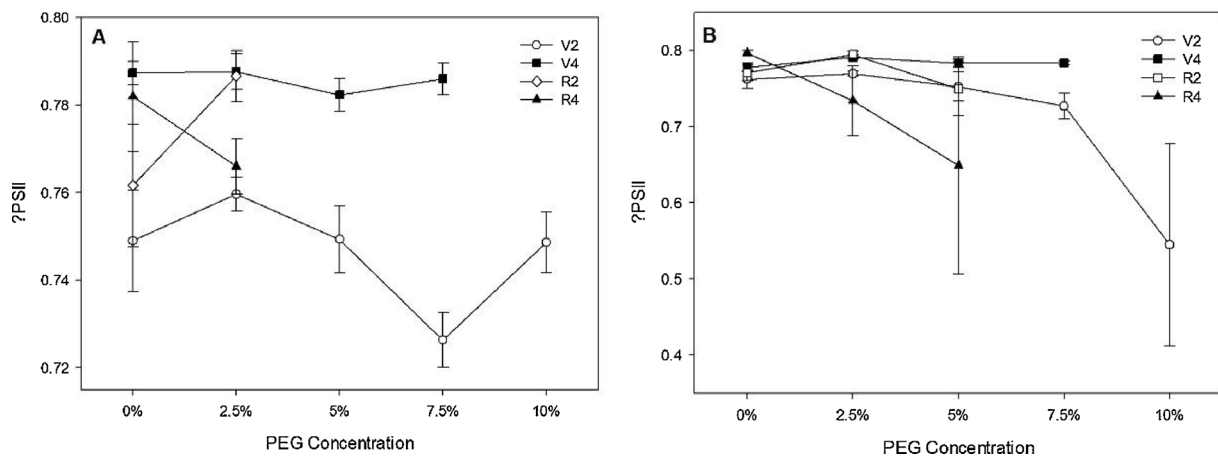 A
0.80
0.78
0.76
0.74
0.72
?PSII
0% 2.5% 5% 7.5% 10%
PEG Concentration
V2
V4
R2
R4
B
0.8
0.7
0.6
0.5
0.4
?PSII
0% 2.5% 5% 7.5% 10%
PEG Concentration
V2
V4
R2
R4